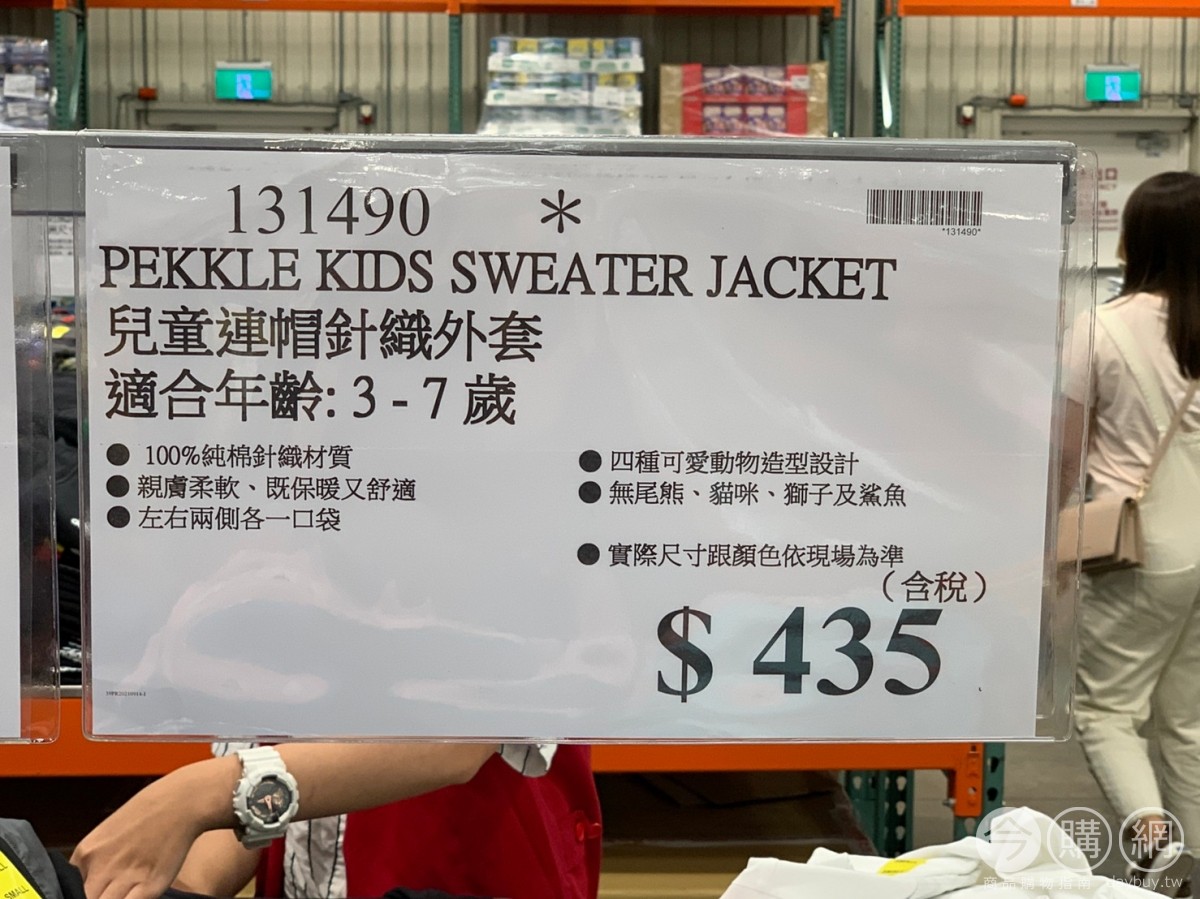 131490 *
*131490*
PEKKLE KIDS SWEATER JACKET
兒童連帽針織外套
適合年齡: 3 - 7 歲
● 100%純棉針織材質
● 親膚柔軟、既保暖又舒適
● 左右兩側各一口袋
● 四種可愛動物造型設計
● 無尾熊、貓咪、獅子及鯊魚
● 實際尺寸跟顏色依現場為準
(含稅)
$ 435
SMALL
今購網